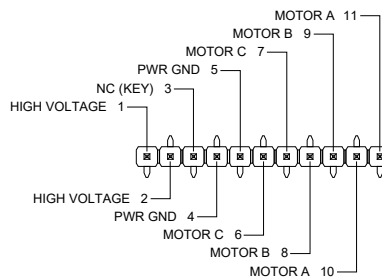 MOTOR A 11
MOTOR B 9
MOTOR C 7
PWR GND 5
NC (KEY) 3
HIGH VOLTAGE 1
HIGH VOLTAGE 2
PWR GND 4
MOTOR C 6
MOTOR B 8
MOTOR A 10